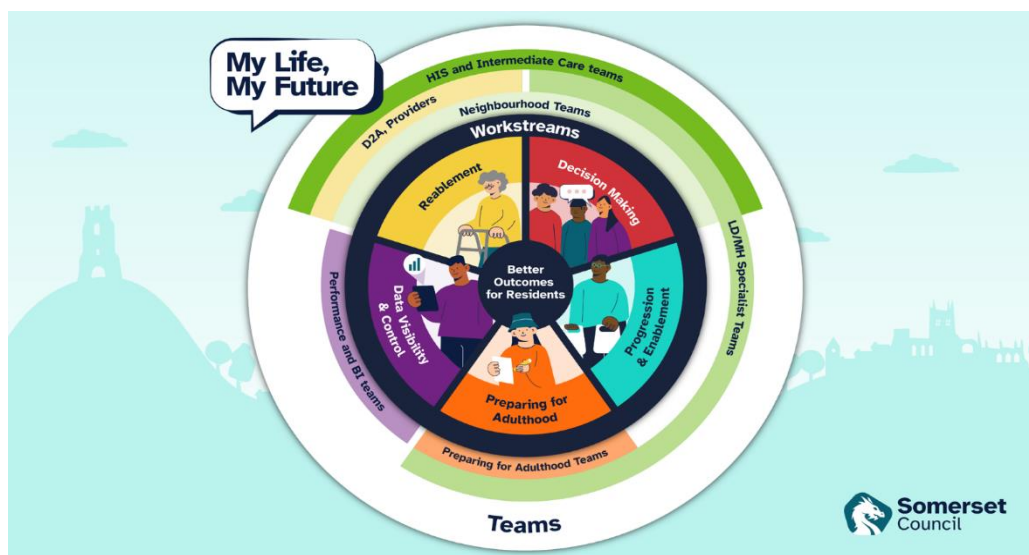 My Life,
My Future
HIS and Intermediate Care teams
D2A, Providers
Neighbourhood Teams
Workstreams
Reablement
Decision Making
LD/MH Specialist Teams
Performance and BI teams
Data Visibility
& Control
Better
Outcomes
for Residents
Progression
& Enablement
Preparing for
Adulthood
Preparing for Adulthood Teams
Teams
Somerset
Council